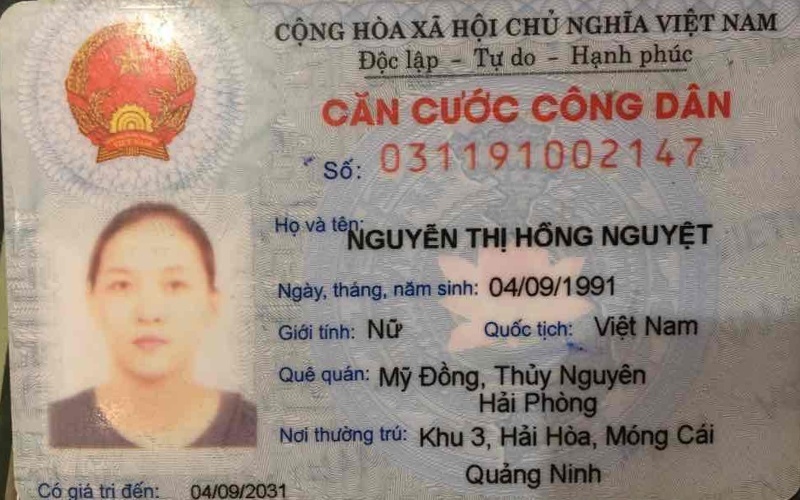 CỘNG HÒA XÃ HỘI CHỦ NGHĨA VIỆT NAM
Độc lập - Tự do - Hạnh phúc
CĂN CƯỚC CÔNG DÂN
Số: 031191002147
Họ và tên: NGUYỄN THỊ HỒNG NGUYỆT
Ngày, tháng, năm sinh: 04/09/1991
Giới tính: Nữ Quốc tịch: Việt Nam
Quê quán: Mỹ Đồng, Thủy Nguyên
Hải Phòng
Nơi thường trú: Khu 3, Hải Hòa, Móng Cái
Quảng Ninh
Có giá trị đến: 04/09/2031